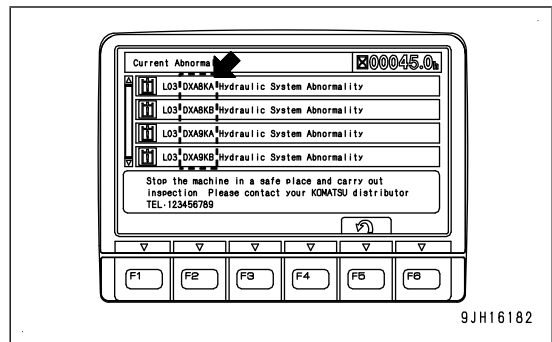 Current Abnormal
00045.0h
L03 DXA8KA Hydraulic System Abnormality
L03 DXA8KB Hydraulic System Abnormality
L03 DXA9KA Hydraulic System Abnormality
L03 DXA9KB Hydraulic System Abnormality
Stop the machine in a safe place and carry out
inspection Please contact your KOMATSU distributor
TEL·123456789
F1 F2 F3 F4 F5 F6
9JH16182